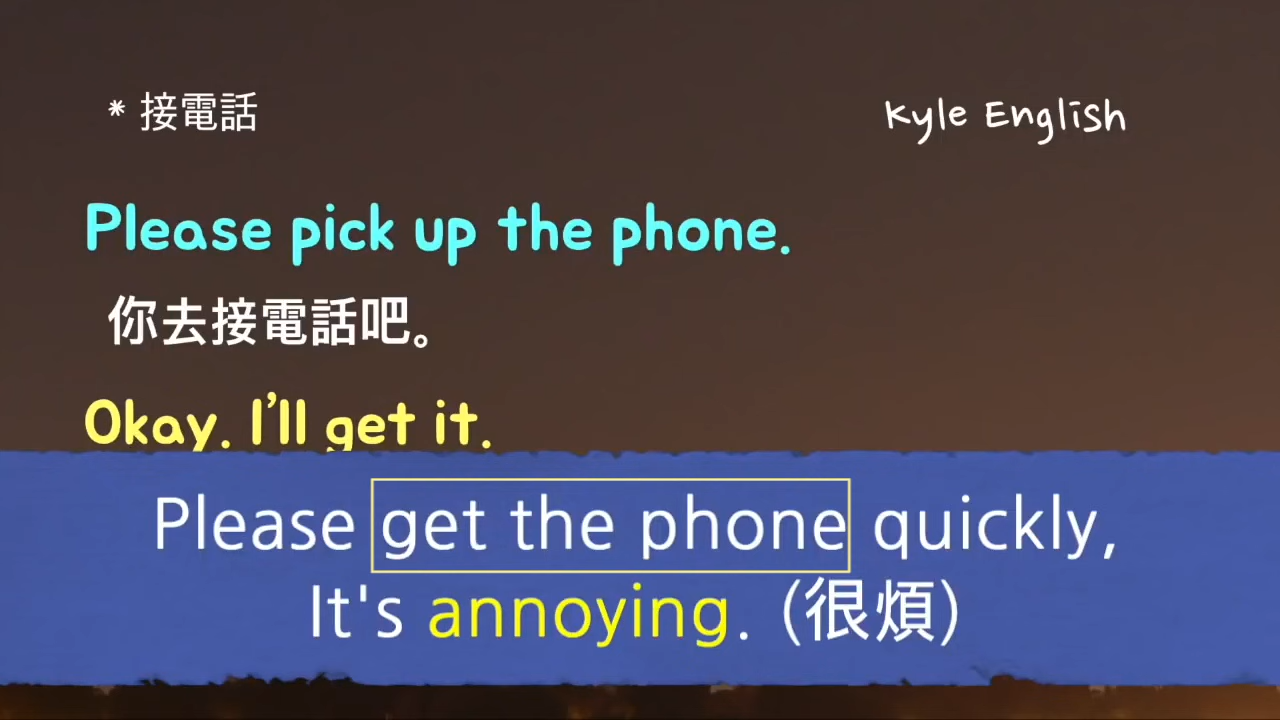 * 接電話
Kyle English
Please pick up the phone.
你去接電話吧。
Okay. I'll get it.
Please get the phone quickly,
It's annoying. (很煩)